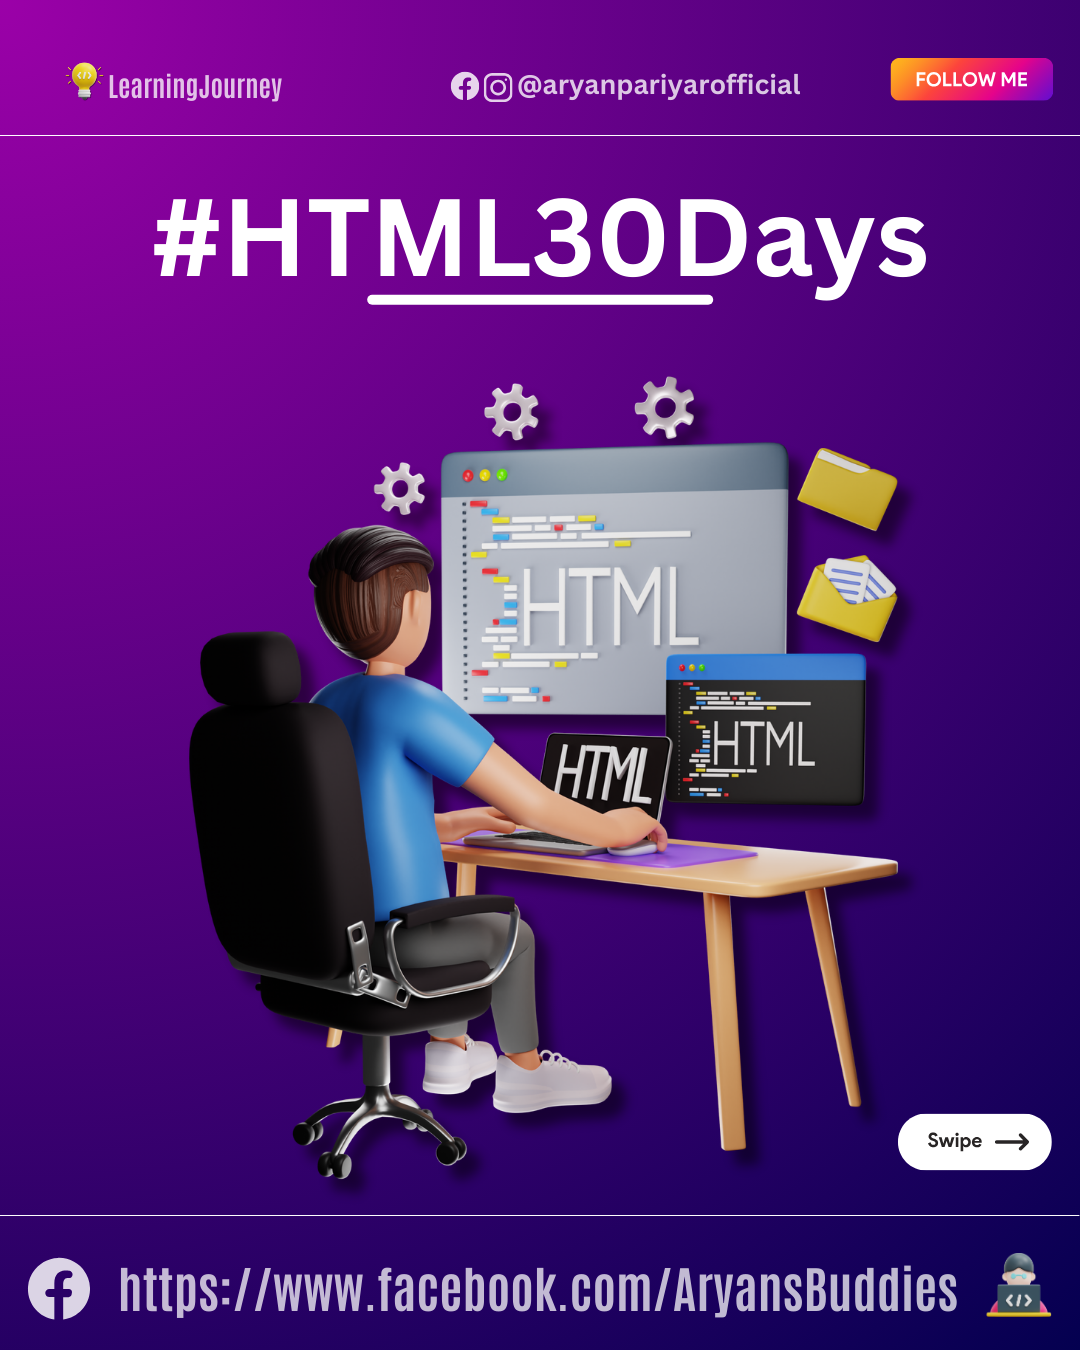 LearningJourney
@aryanpariyarofficial
FOLLOW ME
#HTML30Days
HTML
HTML
HTML
Swipe
https://www.facebook.com/AryansBuddies